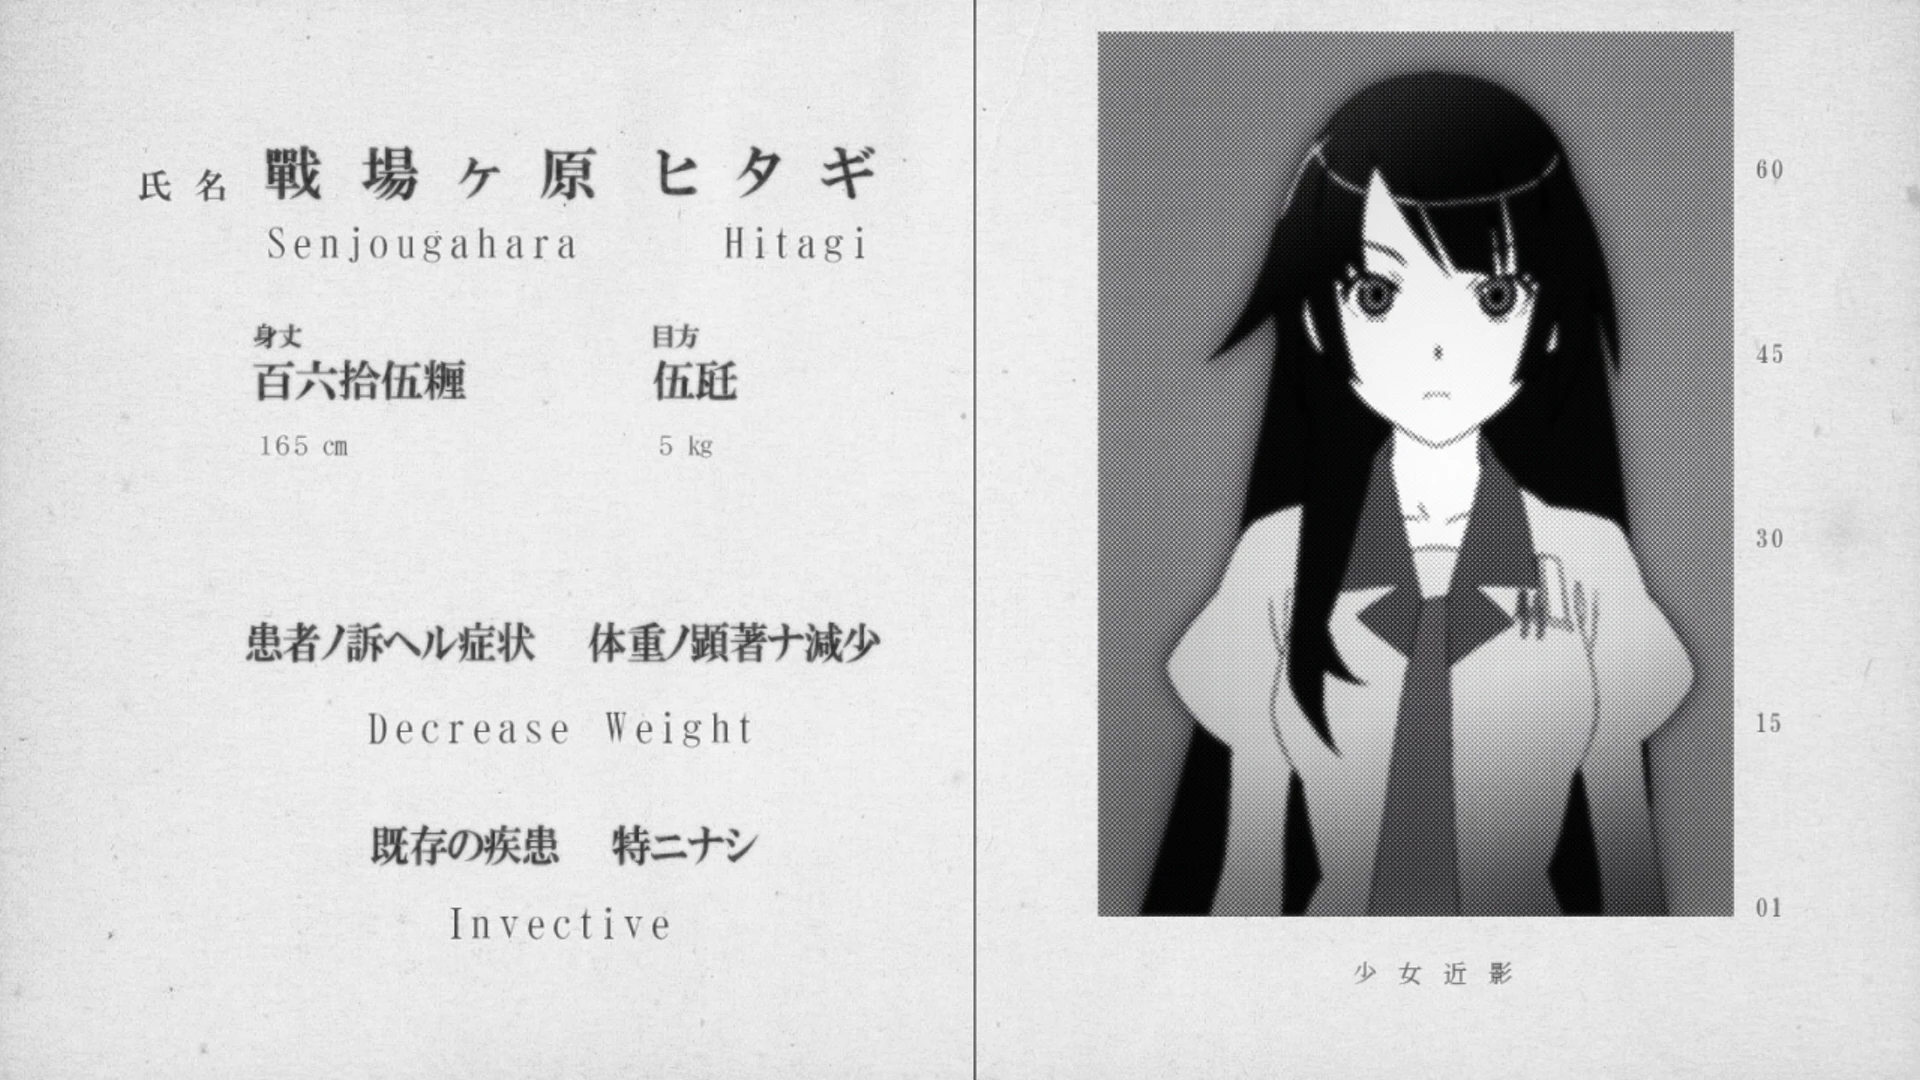 氏名 戰場ヶ原 ヒタギ
Senjougahara Hitagi
身丈
百六拾伍糎
165 cm
目方
伍瓩
5 kg
患者ノ訴ヘル症状 体重ノ顕著ナ減少
Decrease Weight
既存の疾患 特ニナシ
Invective
60
45
30
15
01
少女近影